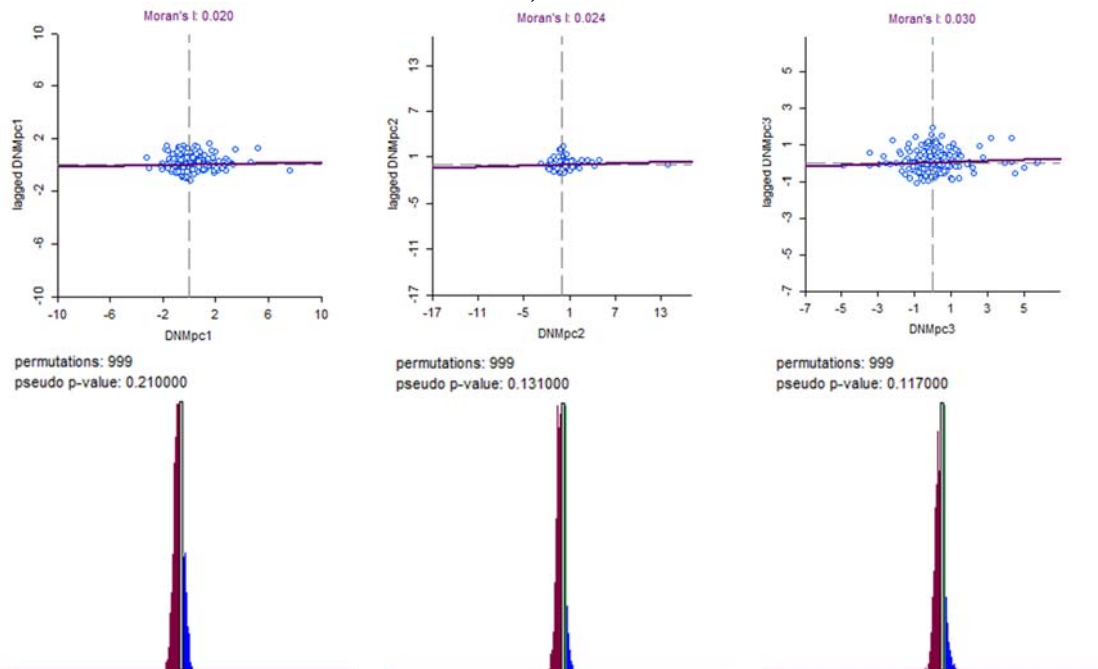 Moran's I: 0.020
10
6
2
-2
-6
-10
lagged DNMpc1
-10 -6 -2 2 6 10
DNMpc1
permutations: 999
pseudo p-value: 0.210000
Moran's I: 0.024
13
7
1
-5
-11
-17
lagged DNMpc2
-17 -11 -5 1 7 13
DNMpc2
permutations: 999
pseudo p-value: 0.131000
Moran's I: 0.030
5
3
1
-1
-3
-5
-7
lagged DNMpc3
-7 -5 -3 -1 1 3 5
DNMpc3
permutations: 999
pseudo p-value: 0.117000